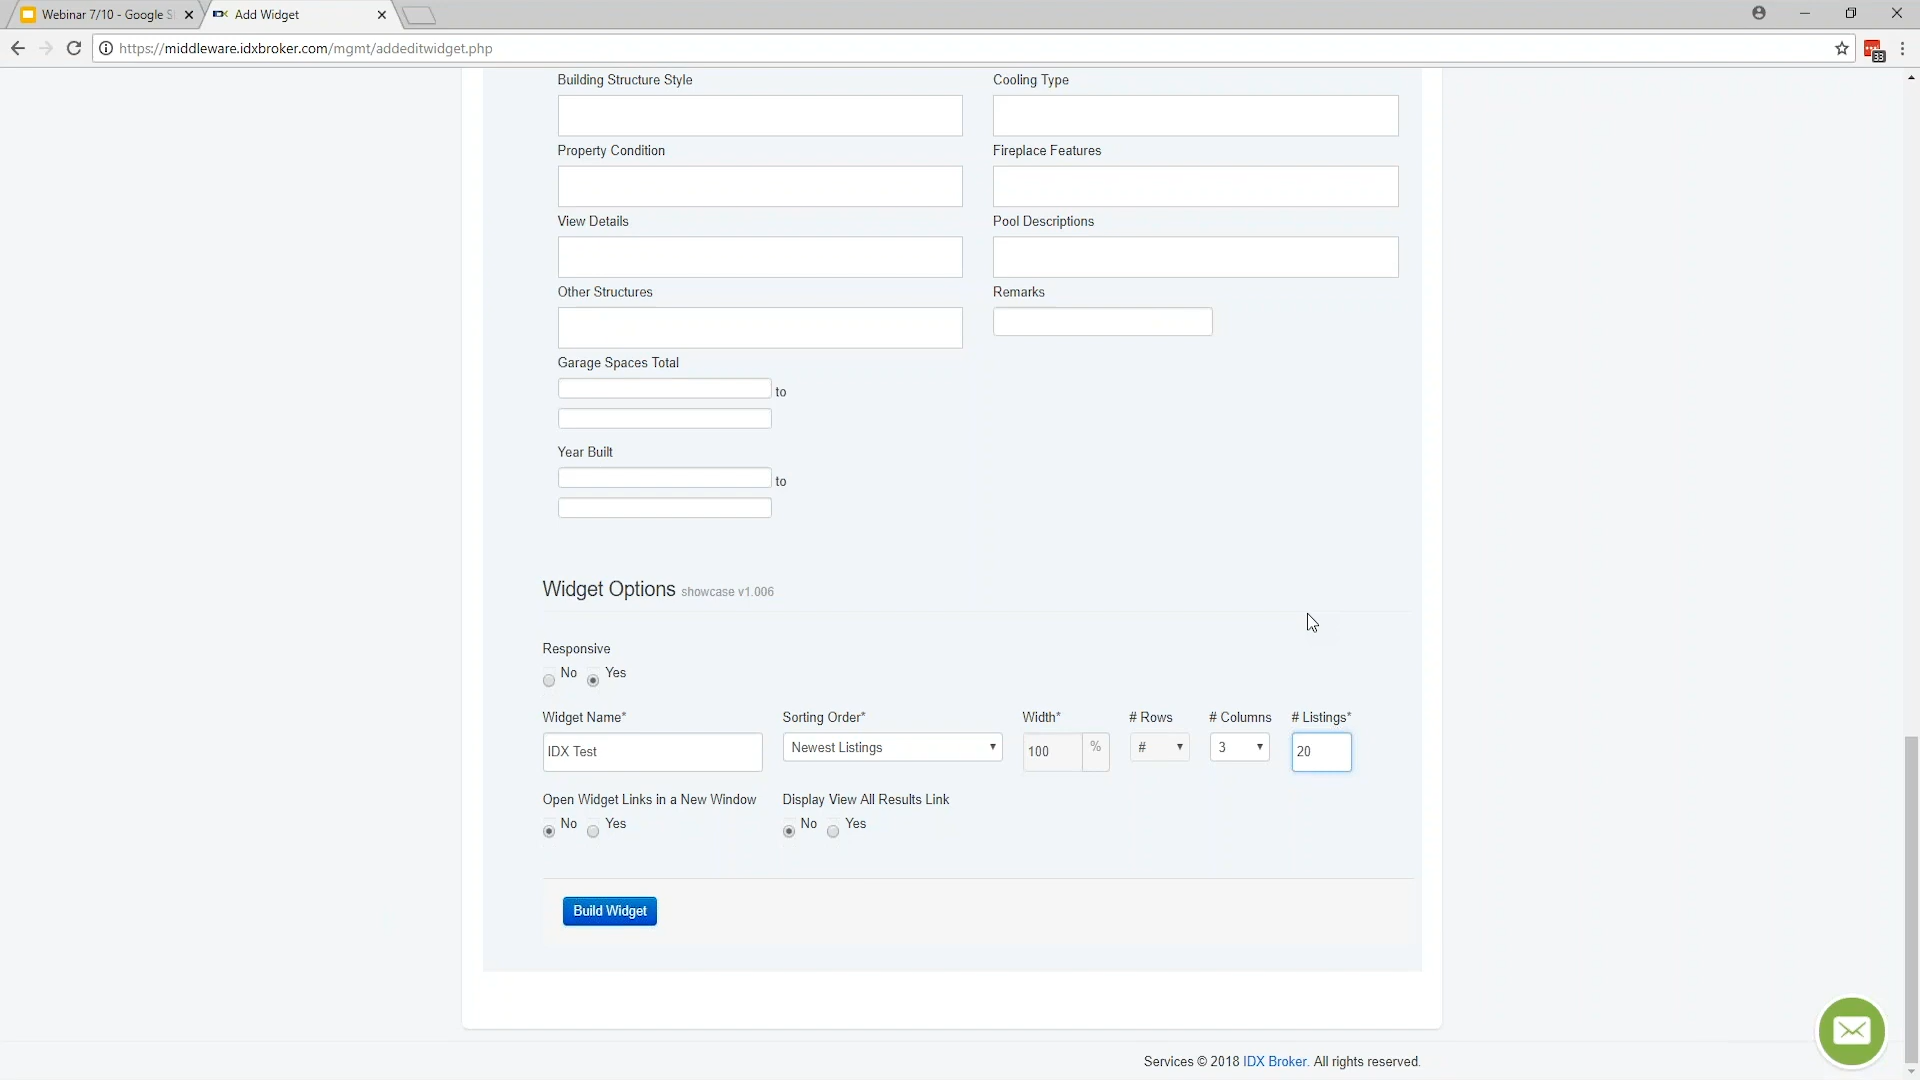 Webinar 7/10 - Google S
Add Widget
https://middleware.idxbroker.com/mgmt/addeditwidget.php
33
Building Structure Style
Cooling Type
Property Condition
Fireplace Features
View Details
Pool Descriptions
Other Structures
Remarks
Garage Spaces Total
to
Year Built
to
Widget Options showcase v1.006
Responsive
No Yes
Widget Name* Sorting Order* Width* # Rows # Columns # Listings*
IDX Test Newest Listings 100 % # 3 20
Open Widget Links in a New Window Display View All Results Link
No Yes No Yes
Build Widget
Services © 2018 IDX Broker. All rights reserved.